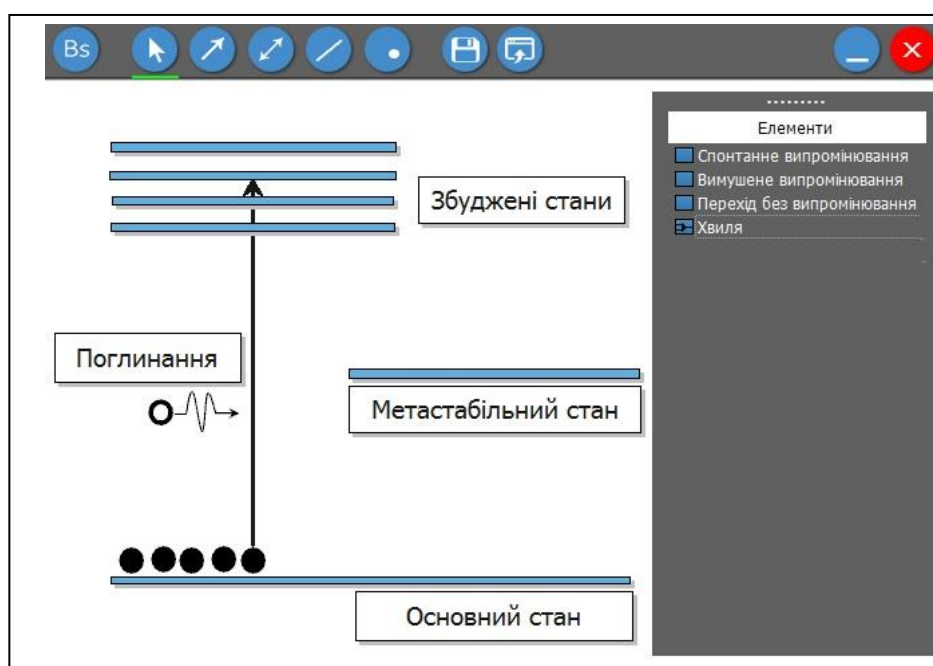 Bs
Елементи
Спонтанне випромінювання
Вимушене випромінювання
Перехід без випромінювання
Хвиля
Збуджені стани
Поглинання
Метастабільний стан
Основний стан